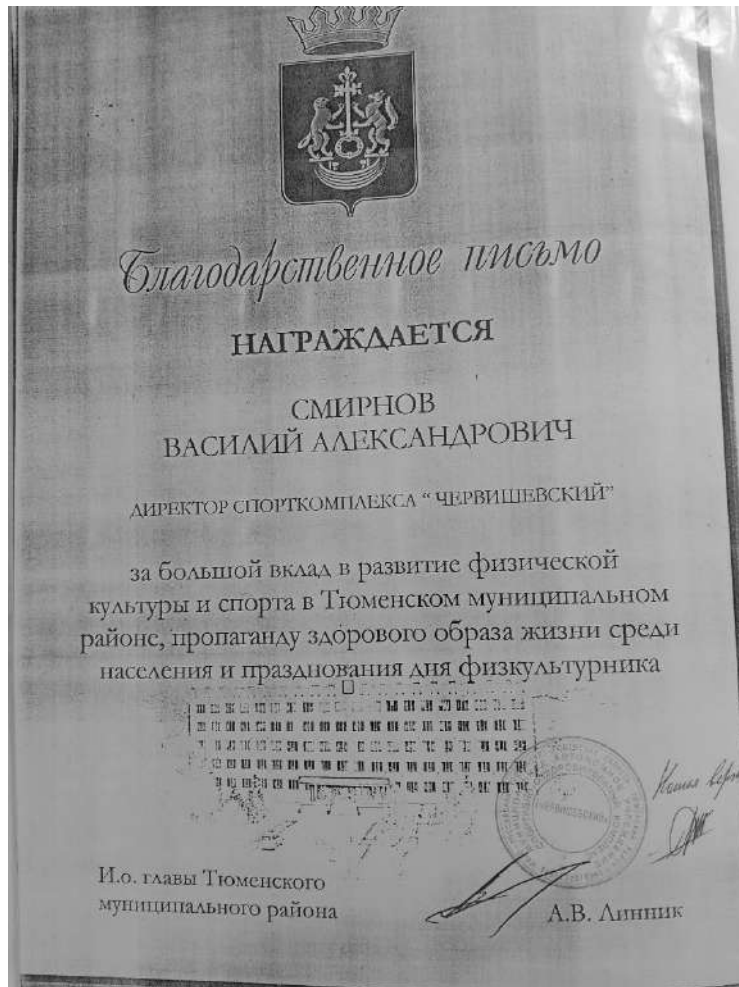 Благодарственное письмо
НАГРАЖДАЕТСЯ
СМИРНОВ
ВАСИЛИЙ АЛЕКСАНДРОВИЧ
ДИРЕКТОР СПОРТКОМПЛЕКСА “ ЧЕРВИШЕВСКИЙ”
за большой вклад в развитие физической
культуры и спорта в Тюменском муниципальном
районе, пропаганду здорового образа жизни среди
населения и празднования дня физкультурника
Копия
И.о. главы Тюменского
муниципального района
А.В. Линник